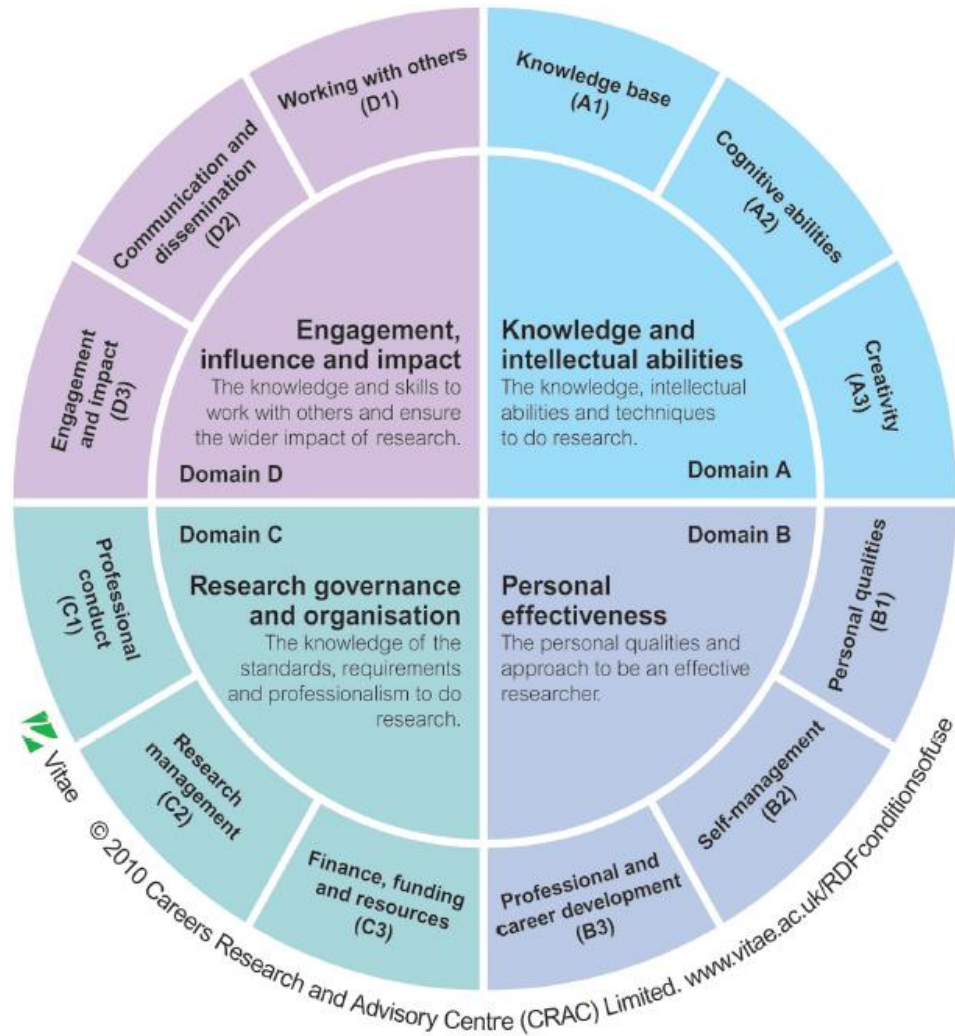 Working with others
(D1)
Knowledge base
(A1)
Communication and
dissemination
(D2)
Cognitive abilities
(A2)
Engagement
and impact
(D3)
Creativity
(A3)
Engagement,
influence and impact
The knowledge and skills to
work with others and ensure
the wider impact of research.
Domain D
Knowledge and
intellectual abilities
The knowledge, intellectual
abilities and techniques
to do research.
Domain A
Domain C
Research governance
and organisation
The knowledge of the
standards, requirements
and professionalism to do
research.
Domain B
Personal
effectiveness
The personal qualities and
approach to be an effective
researcher.
Professional
conduct
(C1)
Personal qualities
(B1)
Research
management
(C2)
Self-management
(B2)
Finance, funding
and resources
(C3)
Professional and
career development
(B3)
Vitae © 2010 Careers Research and Advisory Centre (CRAC) Limited. www.vitae.ac.uk/RDFconditionsofuse